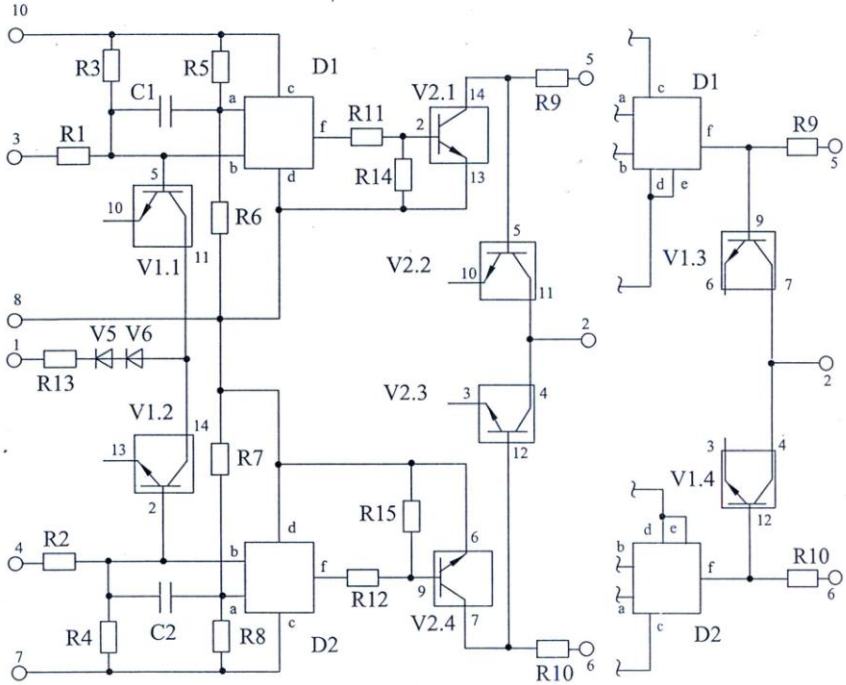 10
R3
R5
C1
a
c
D1
14
V2.1
R11
2
f
R9
5
3
R1
b
d
R14
13
5
10
11
V1.1
R6
V2.2
5
10
11
8
1
V5 V6
R13
2
V1.2
14
13
2
R7
V2.3
3
4
12
R15
d
6
4
R2
b
f
9
a
R12
7
V2.4
C2
c
R4
R8
D2
7
R10
6
a
c
D1
f
R9
5
b
d
e
V1.3
9
6
7
2
3
4
V1.4
12
d
e
b
f
R10
6
a
c
D2